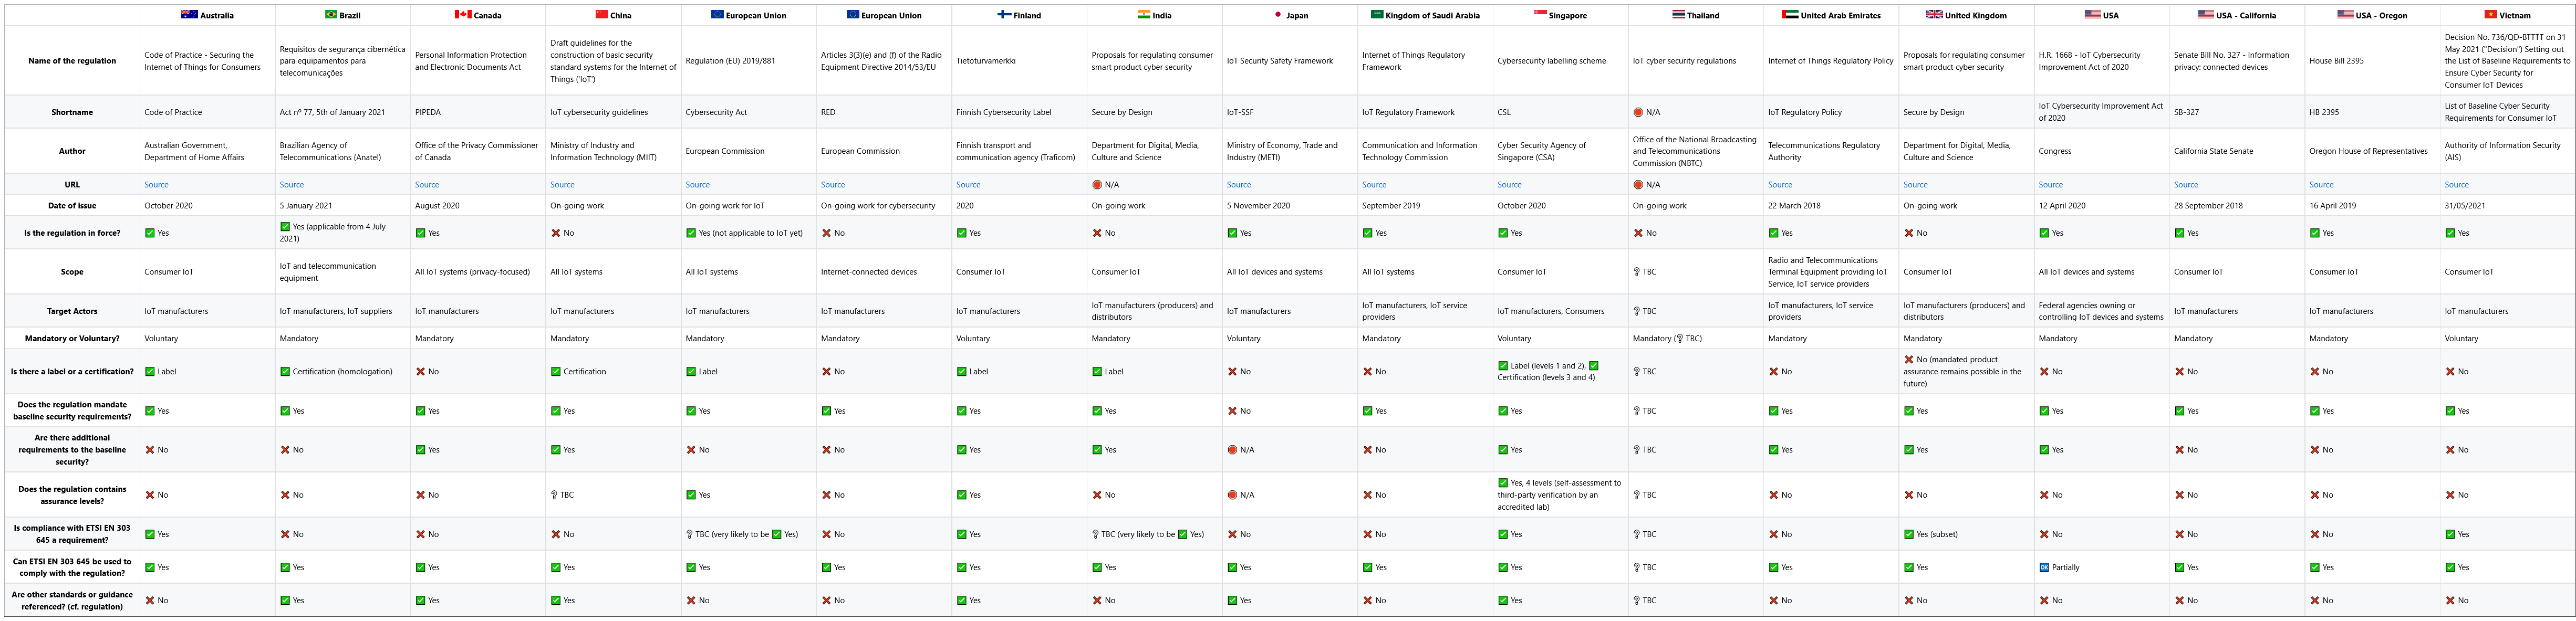 Australia Brazil Canada China European Union European Union Finland India Japan Kingdom of Saudi Arabia Singapore Thailand United Arab Emirates United Kingdom USA USA - California USA - Oregon Vietnam
Name of the regulation
Code of Practice - Securing the
Internet of Things for Consumers
Requisitos de segurança cibernética
para equipamentos para
telecomunicações
Personal Information Protection
and Electronic Documents Act
Draft guidelines for the
construction of basic security
standard systems for the Internet of
Things ('IoT')
Regulation (EU) 2019/881
Articles 3(3)(e) and (f) of the Radio
Equipment Directive 2014/53/EU
Tietoturvamerkki
Proposals for regulating consumer
smart product cyber security
IoT Security Safety Framework
Internet of Things Regulatory
Framework
Cybersecurity labelling scheme
IoT cyber security regulations
Internet of Things Regulatory Policy
Proposals for regulating consumer
smart product cyber security
H.R. 1668 - IoT Cybersecurity
Improvement Act of 2020
Senate Bill No. 327 - Information
privacy: connected devices
House Bill 2395
Decision No. 736/QĐ-BTTTT on 31
May 2021 ("Decision") Setting out
the List of Baseline Requirements to
Ensure Cyber Security for
Consumer IoT Devices
Shortname
Code of Practice
Act nº 77, 5th of January 2021
PIPEDA
IoT cybersecurity guidelines
Cybersecurity Act
RED
Finnish Cybersecurity Label
Secure by Design
IoT-SSF
IoT Regulatory Framework
CSL
N/A
IoT Regulatory Policy
Secure by Design
IoT Cybersecurity Improvement Act
of 2020
SB-327
HB 2395
List of Baseline Cyber Security
Requirements for Consumer IoT
Author
Australian Government,
Department of Home Affairs
Brazilian Agency of
Telecommunications (Anatel)
Office of the Privacy Commissioner
of Canada
Ministry of Industry and
Information Technology (MIIT)
European Commission
European Commission
Finnish transport and
communication agency (Traficom)
Department for Digital, Media,
Culture and Science
Ministry of Economy, Trade and
Industry (METI)
Communication and Information
Technology Commission
Cyber Security Agency of
Singapore (CSA)
Office of the National Broadcasting
and Telecommunications
Commission (NBTC)
Telecommunications Regulatory
Authority
Department for Digital, Media,
Culture and Science
Congress
California State Senate
Oregon House of Representatives
Authority of Information Security
(AIS)
URL
Source Source Source Source Source Source Source N/A Source Source Source N/A Source Source Source Source Source Source
Date of issue
October 2020
5 January 2021
August 2020
On-going work
On-going work for IoT
On-going work for cybersecurity
2020
On-going work
5 November 2020
September 2019
October 2020
On-going work
22 March 2018
On-going work
12 April 2020
28 September 2018
16 April 2019
31/05/2021
Is the regulation in force?
Yes
Yes (applicable from 4 July
2021)
Yes
No
Yes (not applicable to IoT yet)
No
Yes
No
Yes
Yes
Yes
No
Yes
No
Yes
Yes
Yes
Yes
Scope
Consumer IoT
IoT and telecommunication
equipment
All IoT systems (privacy-focused)
All IoT systems
All IoT systems
Internet-connected devices
Consumer IoT
Consumer IoT
All IoT devices and systems
All IoT systems
Consumer IoT
TBC
Radio and Telecommunications
Terminal Equipment providing IoT
Service, IoT service providers
Consumer IoT
All IoT devices and systems
Consumer IoT
Consumer IoT
Consumer IoT
Target Actors
IoT manufacturers
IoT manufacturers, IoT suppliers
IoT manufacturers
IoT manufacturers
IoT manufacturers
IoT manufacturers
IoT manufacturers
IoT manufacturers (producers) and
distributors
IoT manufacturers
IoT manufacturers, IoT service
providers
IoT manufacturers, Consumers
TBC
IoT manufacturers, IoT service
providers
IoT manufacturers (producers) and
distributors
Federal agencies owning or
controlling IoT devices and systems
IoT manufacturers
IoT manufacturers
IoT manufacturers
Mandatory or Voluntary?
Voluntary
Mandatory
Mandatory
Mandatory
Mandatory
Mandatory
Voluntary
Mandatory
Voluntary
Mandatory
Voluntary
Mandatory (TBC)
Mandatory
Mandatory
Mandatory
Mandatory
Mandatory
Voluntary
Is there a label or a certification?
Label
Certification (homologation)
No
Certification
Label
No
Label
Label
No
No
Label (levels 1 and 2),
Certification (levels 3 and 4)
TBC
No
No (mandated product
assurance remains possible in the
future)
No
No
No
No
Does the regulation mandate
baseline security requirements?
Yes Yes Yes Yes Yes Yes Yes Yes No Yes Yes TBC Yes Yes Yes Yes Yes Yes
Are there additional
requirements to the baseline
security?
No No Yes Yes No No Yes Yes N/A No Yes TBC Yes Yes Yes No No No
Does the regulation contains
assurance levels?
No No No TBC Yes No Yes No N/A No
Yes, 4 levels (self-assessment to
third-party verification by an
accredited lab)
TBC No No No No No No
Is compliance with ETSI EN 303
645 a requirement?
Yes No No No TBC (very likely to be Yes) No Yes TBC (very likely to be Yes) No No Yes TBC No Yes (subset) No No No Yes
Can ETSI EN 303 645 be used to
comply with the regulation?
Yes Yes Yes Yes Yes Yes Yes Yes Yes Yes Yes TBC Yes Yes OK Partially Yes Yes Yes
Are other standards or guidance
referenced? (cf. regulation)
No Yes Yes Yes No No Yes No Yes No Yes TBC No No No No No No